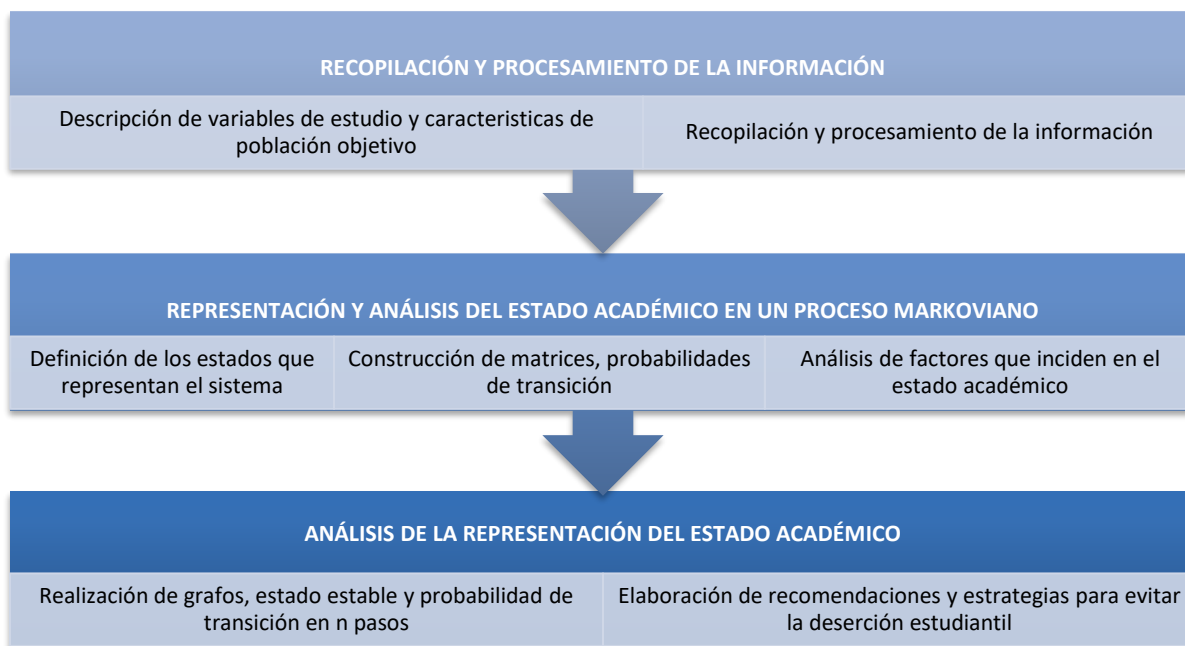 RECOPILACIÓN Y PROCESAMIENTO DE LA INFORMACIÓN
Descripción de variables de estudio y caracteristicas de
población objetivo
Recopilación y procesamiento de la información
REPRESENTACIÓN Y ANÁLISIS DEL ESTADO ACADÉMICO EN UN PROCESO MARKOVIANO
Definición de los estados que
representan el sistema
Construcción de matrices, probabilidades
de transición
Análisis de factores que inciden en el
estado académico
ANÁLISIS DE LA REPRESENTACIÓN DEL ESTADO ACADÉMICO
Realización de grafos, estado estable y probabilidad de
transición en n pasos
Elaboración de recomendaciones y estrategias para evitar
la deserción estudiantil